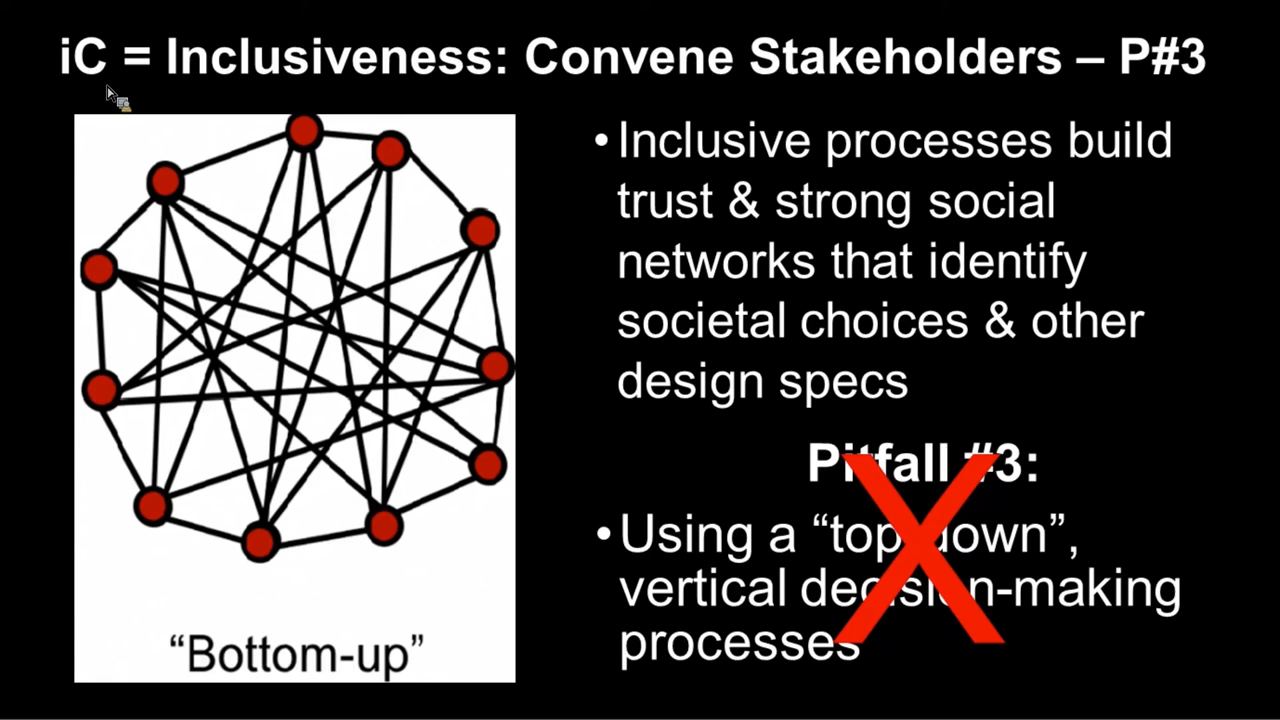 iC = Inclusiveness: Convene Stakeholders – P#3
• Inclusive processes build
trust & strong social
networks that identify
societal choices & other
design specs
Pitfall #3:
• Using a “top down”,
vertical decision-making
processes
“Bottom-up”